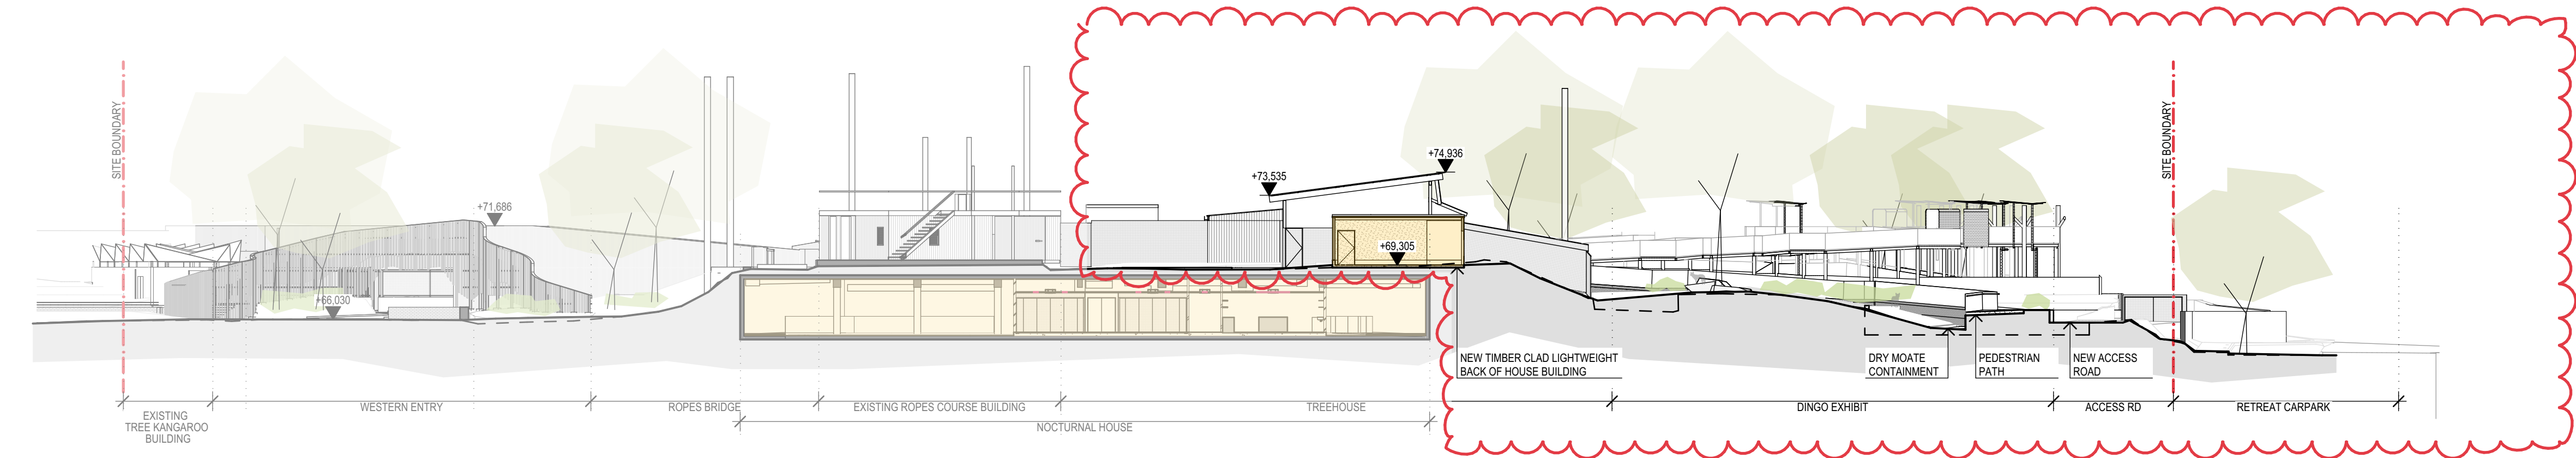 SITE BOUNDARY
+71,686
+66,030
+73,535
+74,936
+69,305
SITE BOUNDARY
NEW TIMBER CLAD LIGHTWEIGHT
BACK OF HOUSE BUILDING
DRY MOATE
CONTAINMENT
PEDESTRIAN
PATH
NEW ACCESS
ROAD
EXISTING
TREE KANGAROO
BUILDING
WESTERN ENTRY
ROPES BRIDGE
EXISTING ROPES COURSE BUILDING
TREEHOUSE
DINGO EXHIBIT
ACCESS RD
RETREAT CARPARK
NOCTURNAL HOUSE